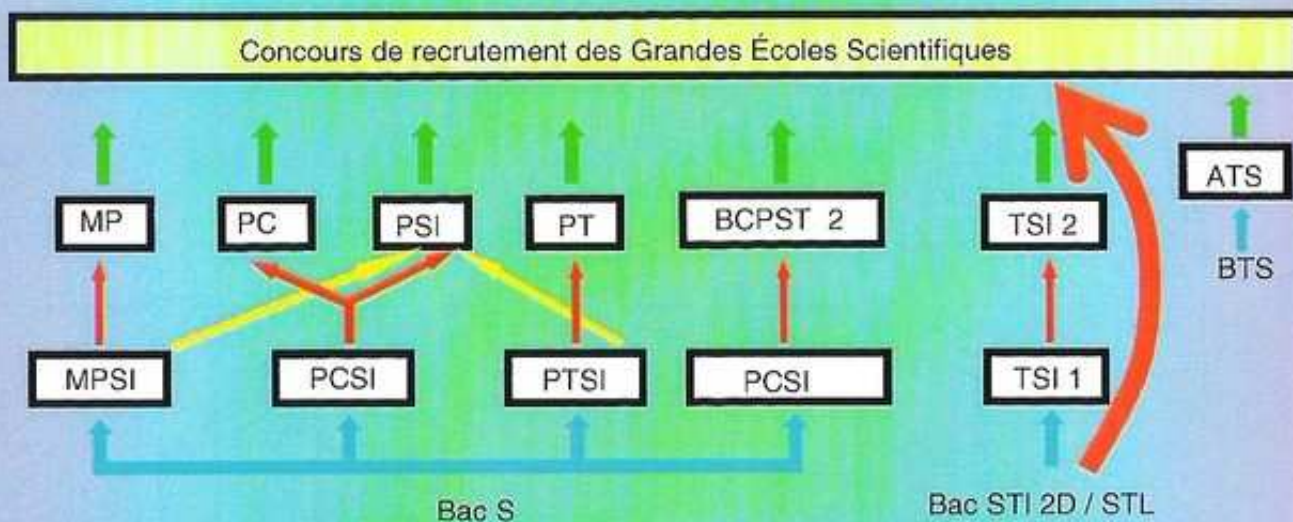 Concours de recrutement des Grandes Écoles Scientifiques
MP
PC
PSI
PT
BCPST 2
TSI 2
ATS
BTS
MPSI
PCSI
PTSI
PCSI
TSI 1
Bac S
Bac STI 2D / STL